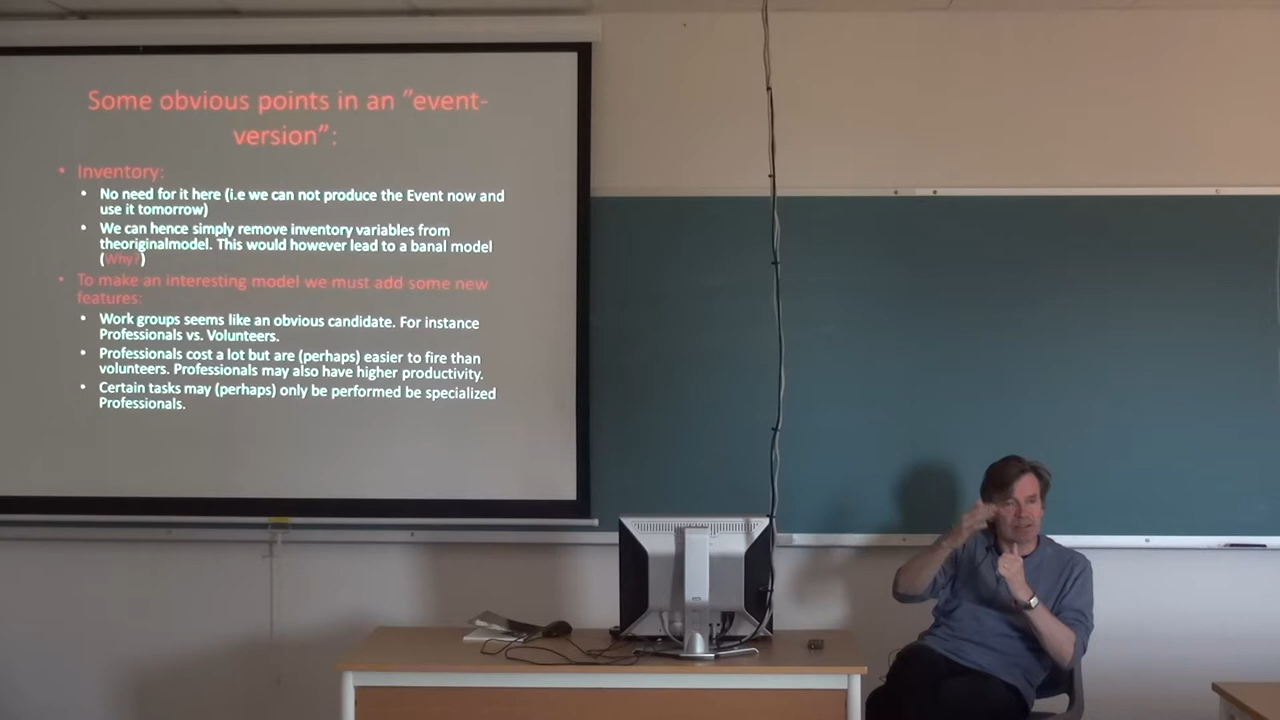 Some obvious points in an ”event-
version”:
• Inventory:
• No need for it here (i.e we can not produce the Event now and
use it tomorrow)
• We can hence simply remove inventory variables from
theoriginalmodel. This would however lead to a banal model
(Why?)
• To make an interesting model we must add some new
features:
• Work groups seems like an obvious candidate. For instance
Professionals vs. Volunteers.
• Professionals cost a lot but are (perhaps) easier to fire than
volunteers. Professionals may also have higher productivity.
• Certain tasks may (perhaps) only be performed be specialized
Professionals.